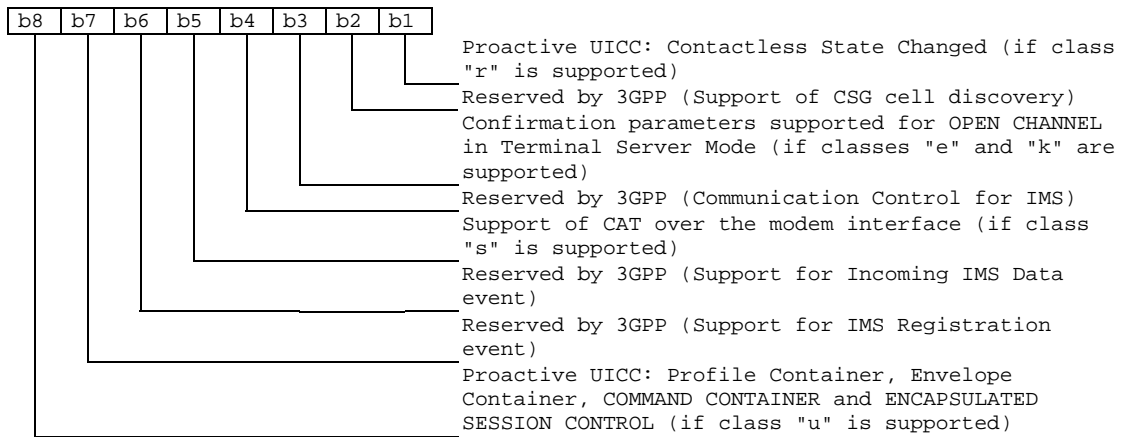 b8 b7 b6 b5 b4 b3 b2 b1
Proactive UICC: Contactless State Changed (if class
"r" is supported)
Reserved by 3GPP (Support of CSG cell discovery)
Confirmation parameters supported for OPEN CHANNEL
in Terminal Server Mode (if classes "e" and "k" are
supported)
Reserved by 3GPP (Communication Control for IMS)
Support of CAT over the modem interface (if class
"s" is supported)
Reserved by 3GPP (Support for Incoming IMS Data
event)
Reserved by 3GPP (Support for IMS Registration
event)
Proactive UICC: Profile Container, Envelope
Container, COMMAND CONTAINER and ENCAPSULATED
SESSION CONTROL (if class "u" is supported)